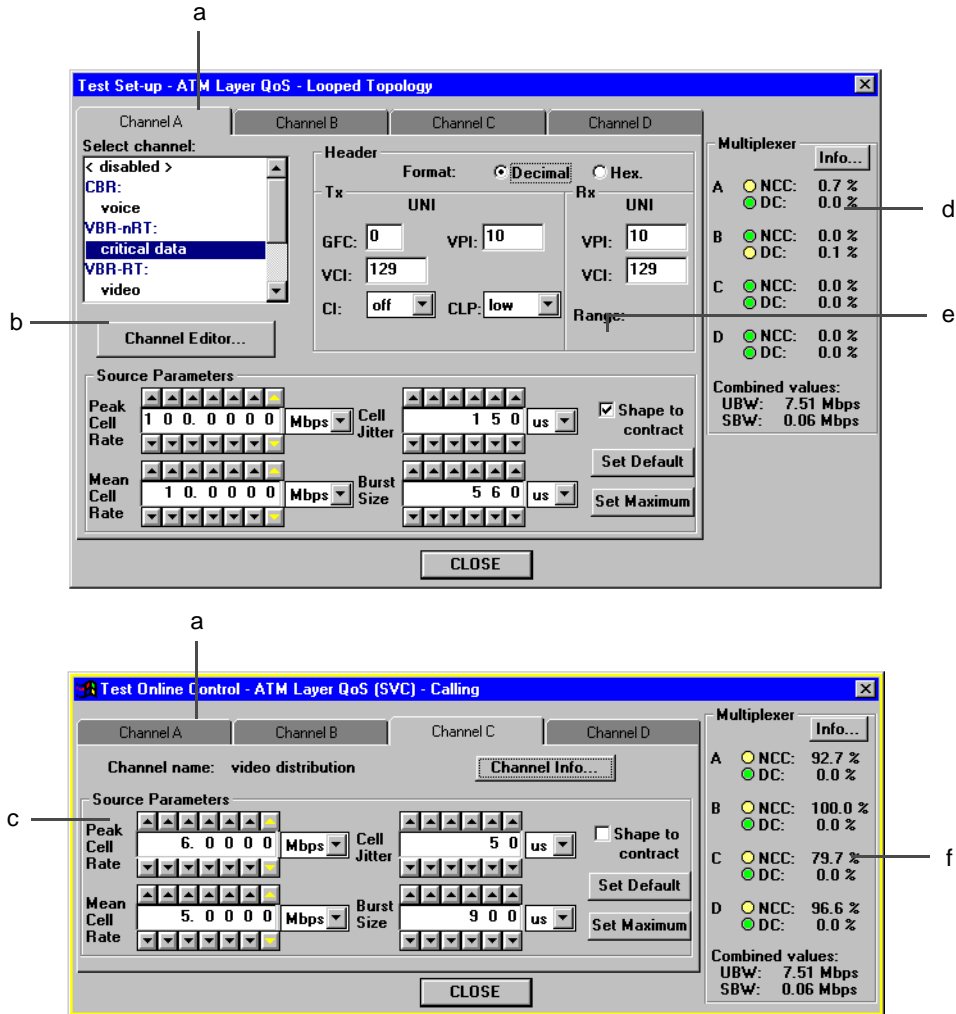 a
Test Set-up - ATM Layer QoS - Looped Topology
Channel A
Channel B
Channel C
Channel D
Select channel:
< disabled >
CBR:
voice
VBR-nRT:
critical data
VBR-RT:
video
b
Channel Editor...
Header
Format: Decimal Hex.
Tx
UNI
GFC: 0 VPI: 10
VCI: 129
CI: off CLP: low
Rx
UNI
VPI: 10
VCI: 129
Range:
e
Multiplexer
Info...
A NCC: 0.7 %
DC: 0.0 %
d
B NCC: 0.0 %
DC: 0.1 %
C NCC: 0.0 %
DC: 0.0 %
D NCC: 0.0 %
DC: 0.0 %
Combined values:
UBW: 7.51 Mbps
SBW: 0.06 Mbps
Source Parameters
Peak Cell Rate
1 0 0. 0 0 0 0 Mbps
Cell Jitter
1 5 0 us
Shape to contract
Mean Cell Rate
1 0. 0 0 0 0 Mbps
Burst Size
5 6 0 us
Set Default
Set Maximum
CLOSE
a
Test Online Control - ATM Layer QoS (SVC) - Calling
Channel A
Channel B
Channel C
Channel D
Channel name: video distribution
Channel Info...
Source Parameters
c
Peak Cell Rate
6. 0 0 0 0 Mbps
Cell Jitter
5 0 us
Shape to contract
Mean Cell Rate
5. 0 0 0 0 Mbps
Burst Size
9 0 0 us
Set Default
Set Maximum
Multiplexer
Info...
A NCC: 92.7 %
DC: 0.0 %
B NCC: 100.0 %
DC: 0.0 %
C NCC: 79.7 %
DC: 0.0 %
f
D NCC: 96.6 %
DC: 0.0 %
Combined values:
UBW: 7.51 Mbps
SBW: 0.06 Mbps
CLOSE